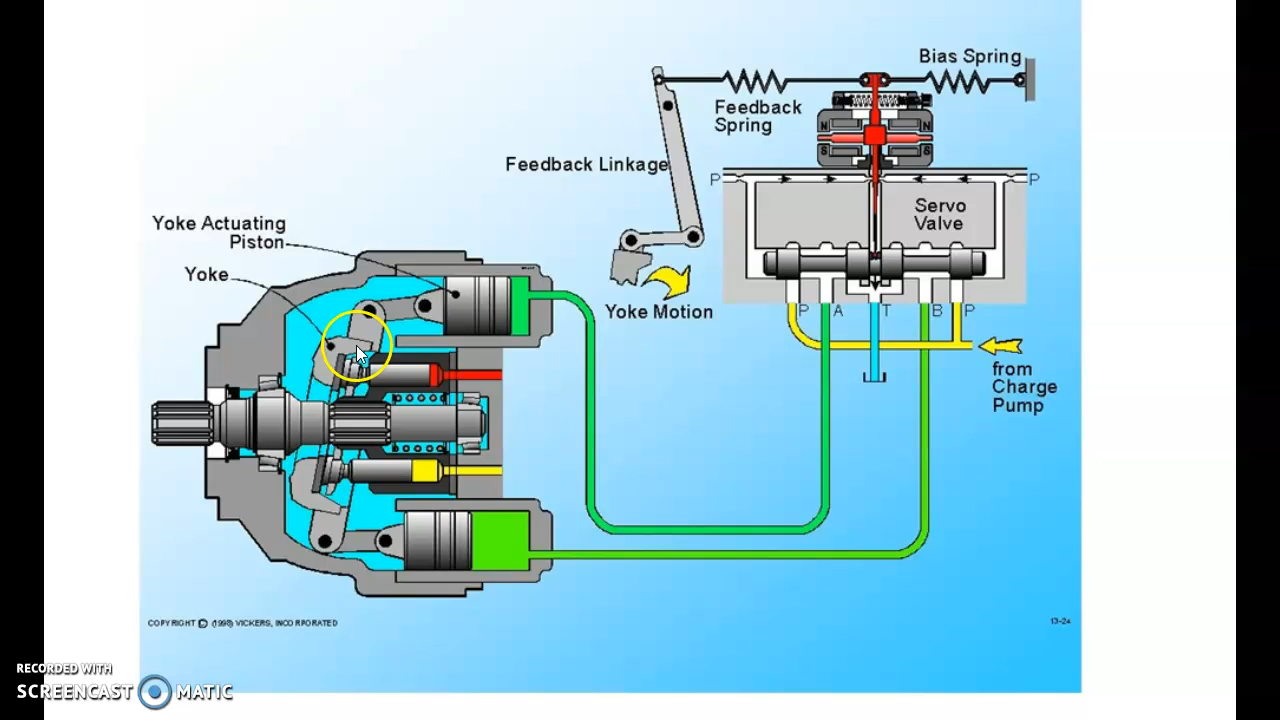 Bias Spring
Feedback
Spring
N
N
S
S
Feedback Linkage
P
P
Servo
Valve
Yoke Actuating
Piston
Yoke
Yoke Motion
P
A
T
B
P
from
Charge
Pump
COPYRIGHT © (1998) VICKERS, INCORPORATED
13-24
RECORDED WITH
SCREENCAST MATIC